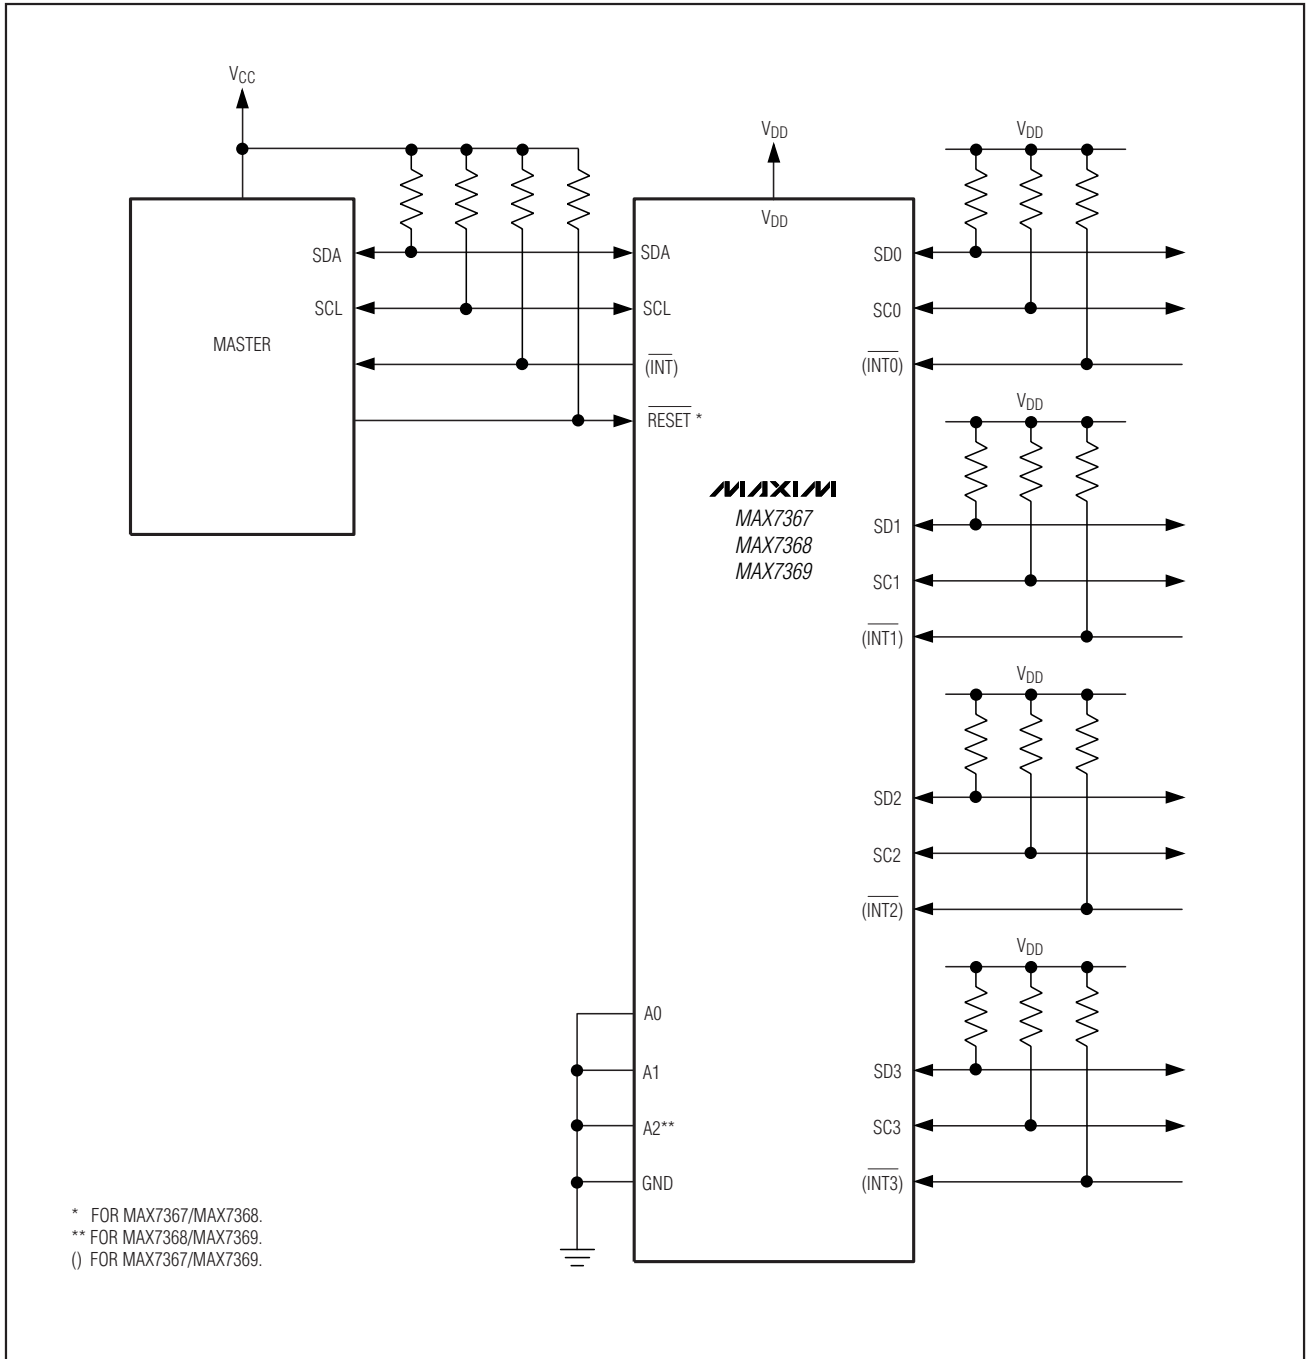 VCC
VDD
VDD
VDD
SDA
SDA
SD0
SCL
SCL
SC0
MASTER
(INT)
(INT0)
RESET *
VDD
MAXIM
MAX7367
MAX7368
MAX7369
SD1
SC1
(INT1)
VDD
SD2
SC2
(INT2)
VDD
A0
A1
SD3
A2**
SC3
GND
(INT3)
* FOR MAX7367/MAX7368.
** FOR MAX7368/MAX7369.
() FOR MAX7367/MAX7369.